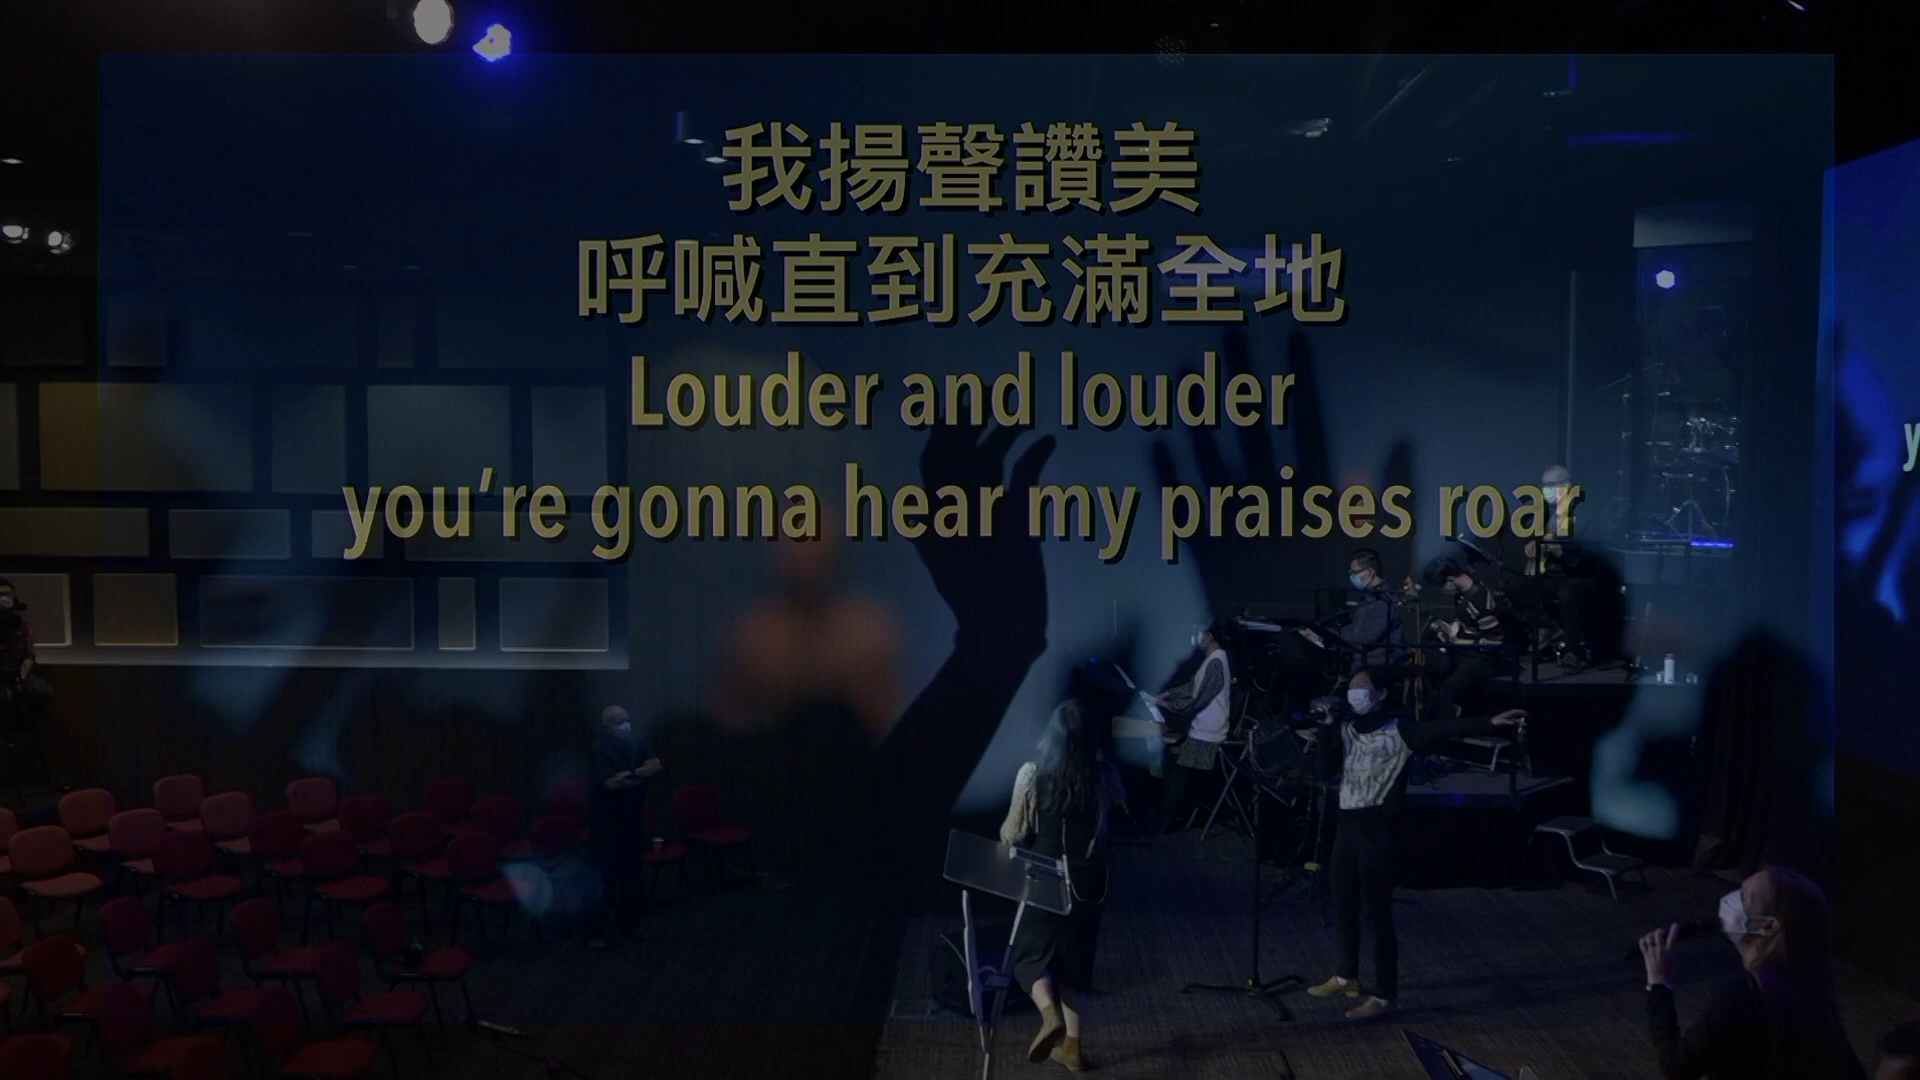 我揚聲讚美
呼喊直到充滿全地
Louder and louder
you're gonna hear my praises roar
y